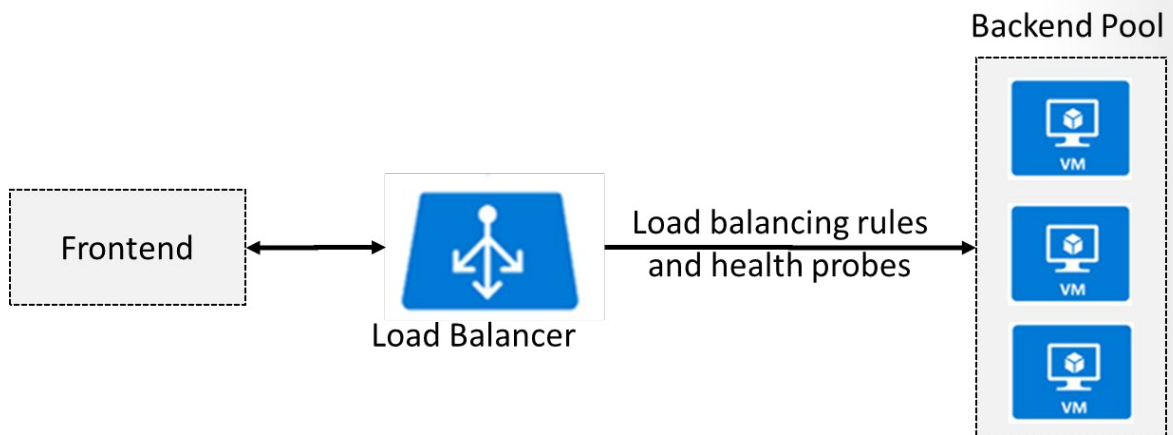 Backend Pool
VM
Frontend
Load balancing rules
and health probes
VM
Load Balancer
VM